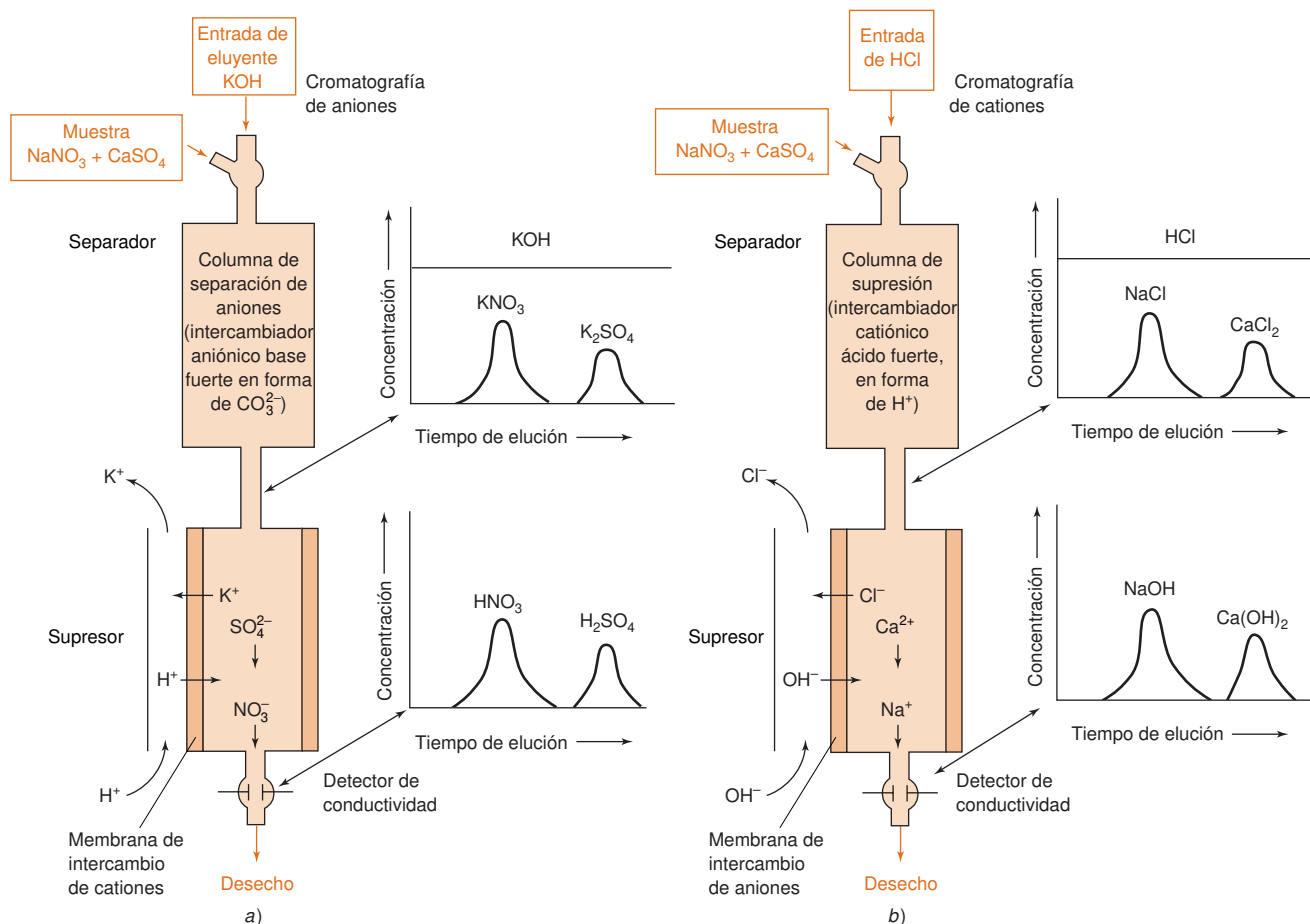 Entrada de
eluyente
KOH
Cromatografía
de aniones
Muestra
NaNO₃ + CaSO₄
Separador
Columna de
separación de
aniones
(intercambiador
aniónico base
fuerte en forma
de CO₃²⁻)
Concentración
KOH
KNO₃
K₂SO₄
Tiempo de elución
K⁺
Supresor
K⁺
SO₄²⁻
H⁺
NO₃⁻
H⁺
Concentración
HNO₃
H₂SO₄
Tiempo de elución
Detector de
conductividad
Membrana de
intercambio
de cationes
Desecho
a)
Entrada
de HCl
Cromatografía
de cationes
Muestra
NaNO₃ + CaSO₄
Separador
Columna de
supresión
(intercambiador
catiónico
ácido fuerte,
en forma
de H⁺)
Concentración
HCl
NaCl
CaCl₂
Tiempo de elución
Cl⁻
Supresor
Cl⁻
Ca²⁺
OH⁻
Na⁺
OH⁻
Concentración
NaOH
Ca(OH)₂
Tiempo de elución
Detector de
conductividad
Membrana de
intercambio
de aniones
Desecho
b)